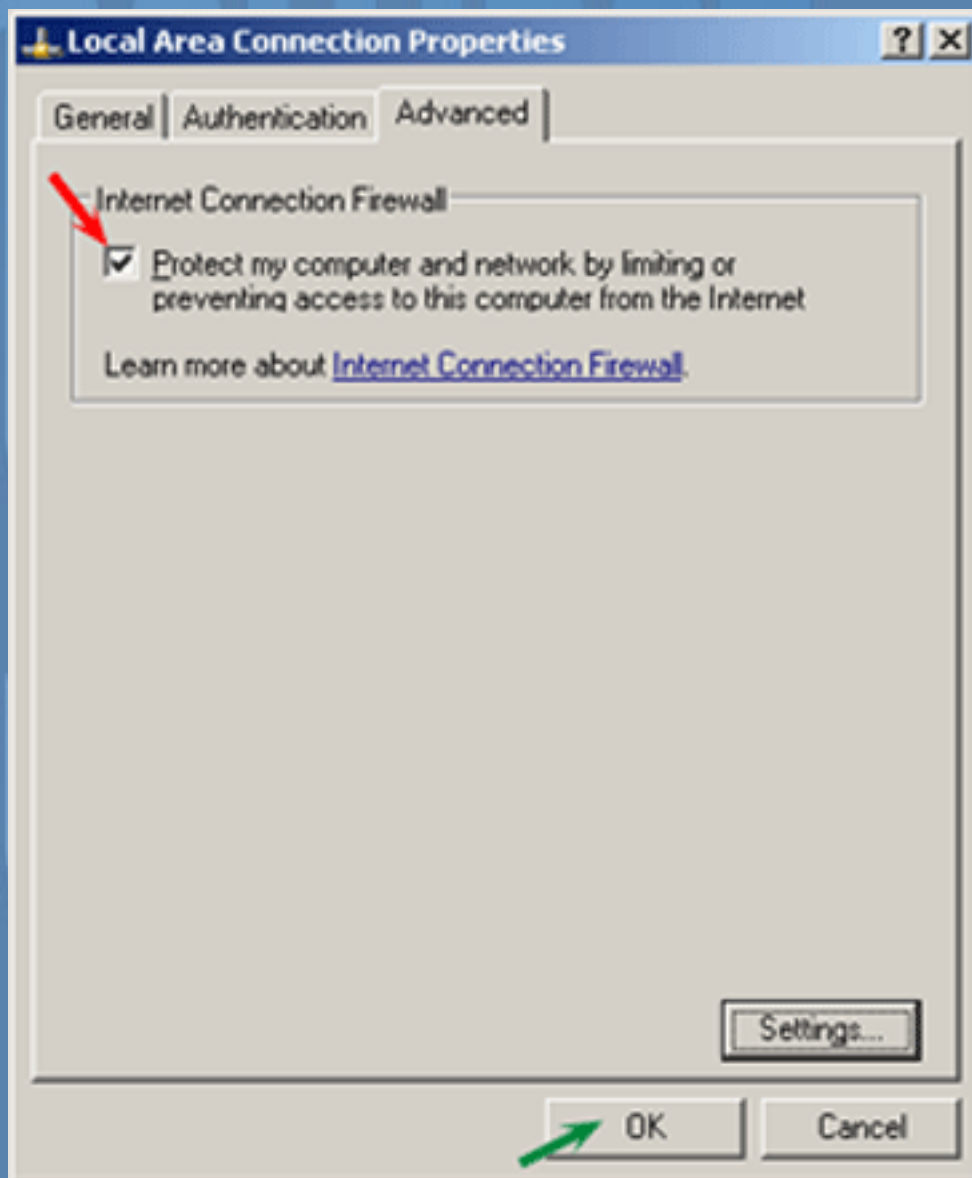 Local Area Connection Properties
? X
General Authentication Advanced
Internet Connection Firewall
Protect my computer and network by limiting or
preventing access to this computer from the Internet
Learn more about Internet Connection Firewall.
Settings...
OK Cancel